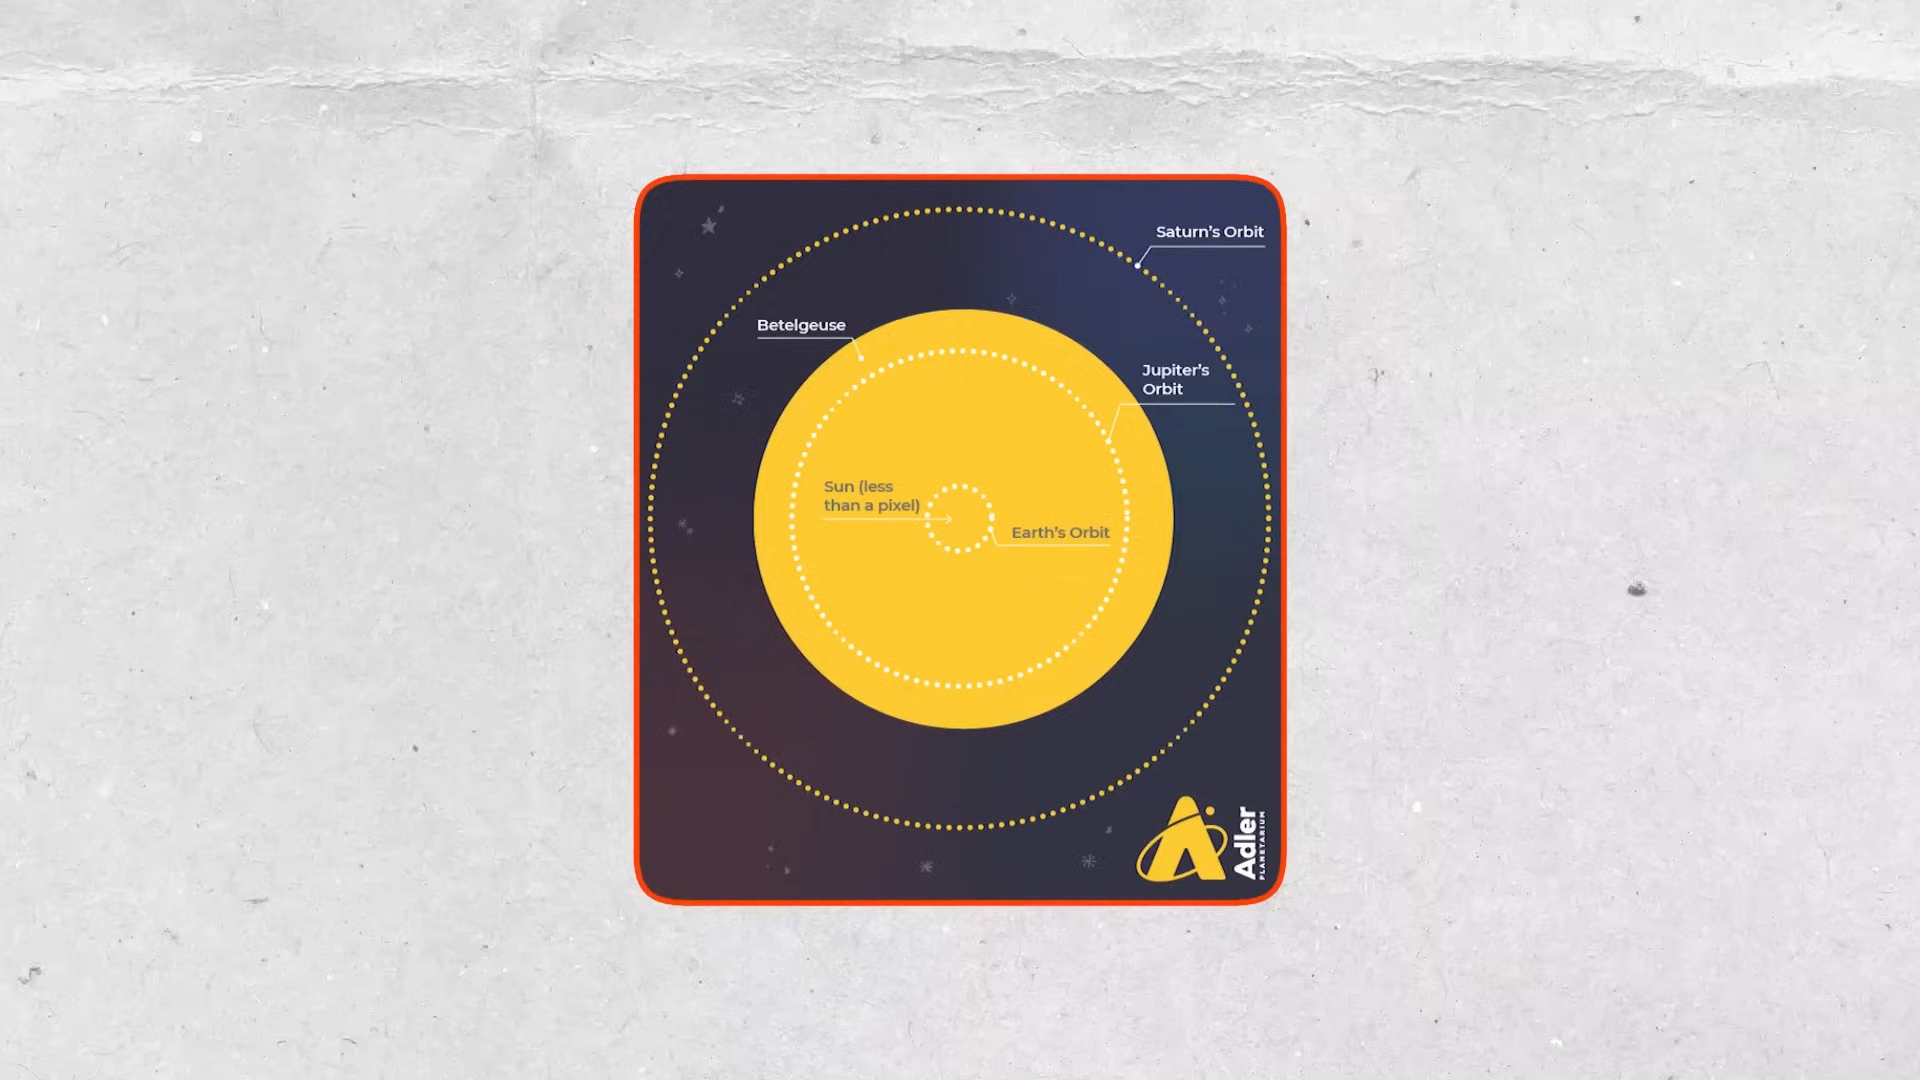 Saturn's Orbit
Betelgeuse
Jupiter's
Orbit
Sun (less
than a pixel)
Earth's Orbit
Adler
PLANETARIUM